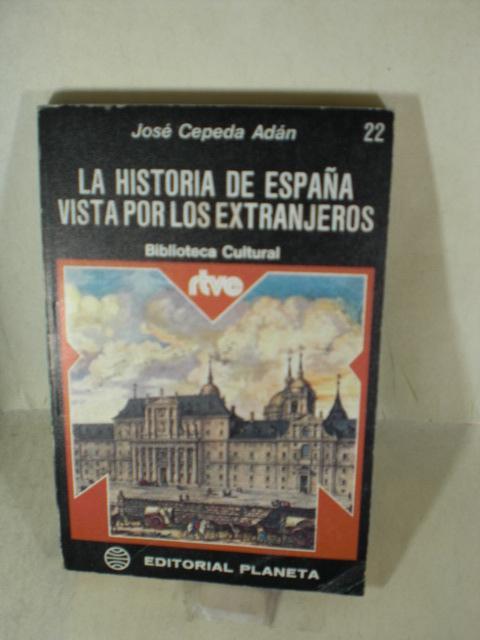 José Cepeda Adán
22
LA HISTORIA DE ESPAÑA
VISTA POR LOS EXTRANJEROS
Biblioteca Cultural
rtve
EDITORIAL PLANETA